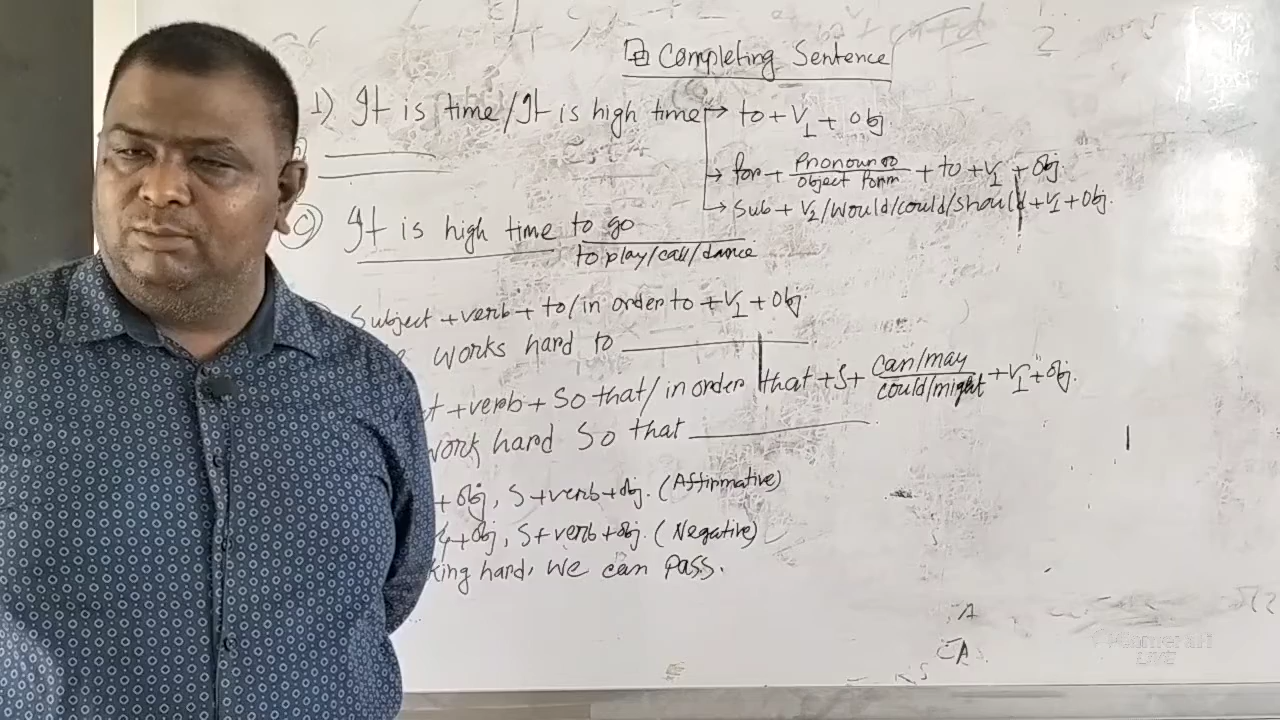 Completing Sentence
1) It is time/It is high time → to + V1 + Obj
→ for + Pronoun / Object form + to + V1 + Obj.
→ Sub + V2/would/could/should + V1 + Obj.
It is high time to go
to play/call/dance
Subject + verb + to/in order to + V1 + Obj
works hard to
+ verb + So that/in order that + S + can/may / could/might + V1 + Obj.
work hard So that
+ Obj, S + verb + obj. (Affirmative)
+ Obj, S + verb + obj. (Negative)
king hard, we can pass.
A